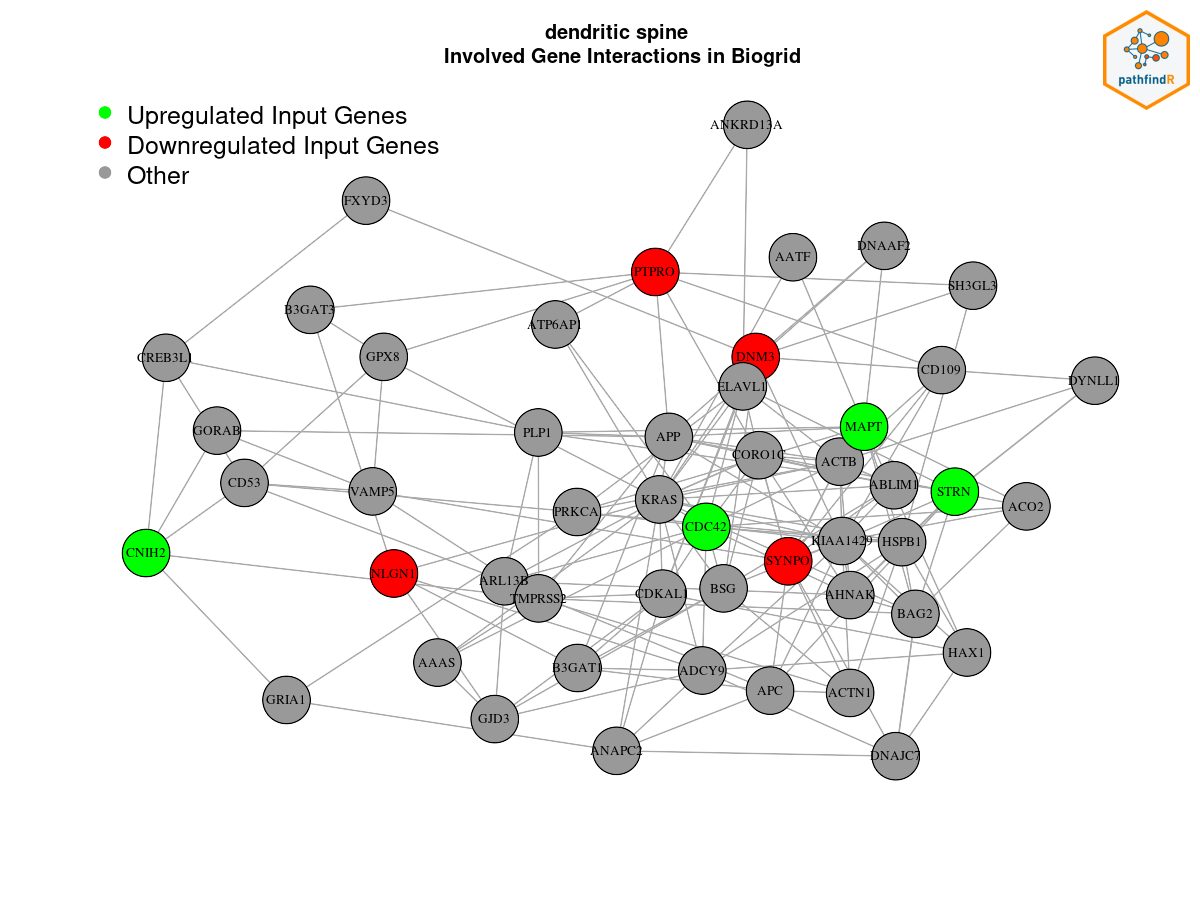 dendritic spine
Involved Gene Interactions in Biogrid
pathfindR
Upregulated Input Genes
Downregulated Input Genes
Other
ANKRD13A
FXYD3
DNAAF2
AATF
PTPRO
SH3GL3
B3GAT3
ATP6AP1
CREB3L1
GPX8
DNM3
CD109
DYNLL1
ELAVL1
GORAB
PLP1
APP
MAPT
CORO1C
ACTB
CD53
VAMP5
ABLIM1
STRN
KRAS
PRKCA
ACO2
CDC42
KIAA1429
HSPB1
CNIH2
SYNPO
NLGN1
ARL13B
TMPRSS2
CDKAL1
BSG
AHNAK
BAG2
HAX1
AAAS
B3GAT1
ADCY9
APC
ACTN1
GRIA1
GJD3
ANAPC2
DNAJC7